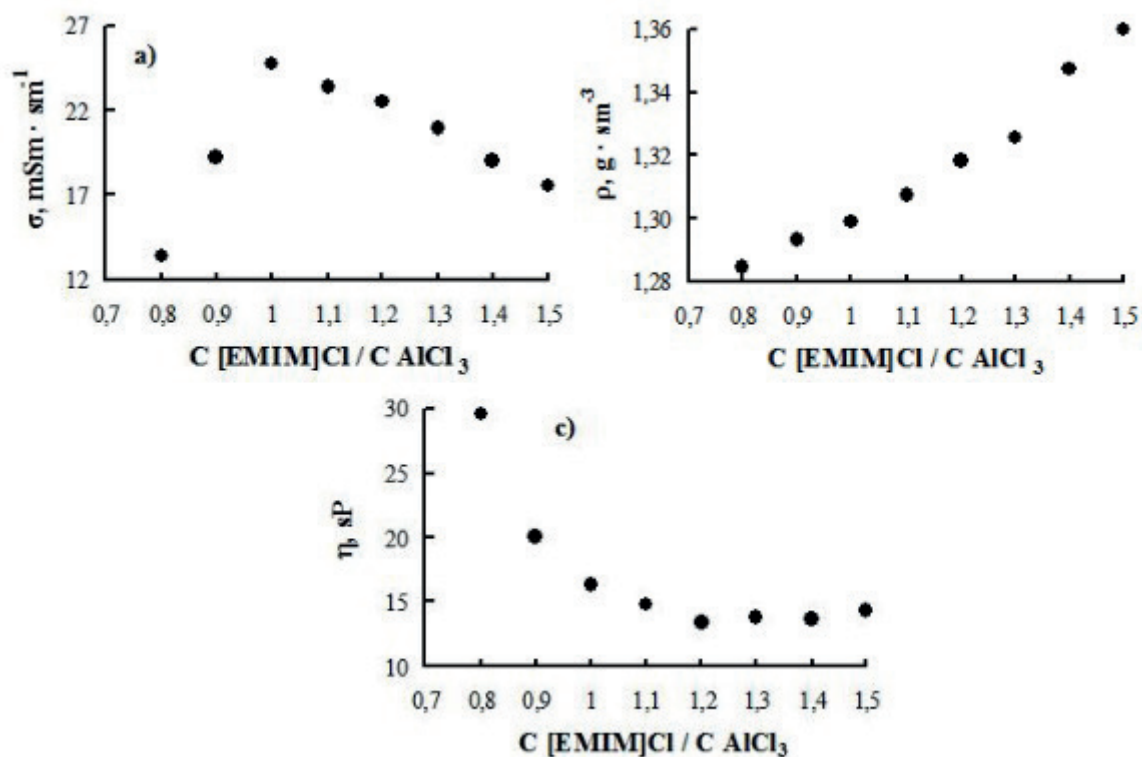 27
a)
22
17
12
σ, mSm · sm⁻¹
0,7 0,8 0,9 1 1,1 1,2 1,3 1,4 1,5
C [EMIM]Cl / C AlCl₃
1,36
1,34
1,32
1,30
1,28
ρ, g · sm⁻³
0,7 0,8 0,9 1 1,1 1,2 1,3 1,4 1,5
C [EMIM]Cl / C AlCl₃
30
c)
25
20
15
10
η, sP
0,7 0,8 0,9 1 1,1 1,2 1,3 1,4 1,5
C [EMIM]Cl / C AlCl₃